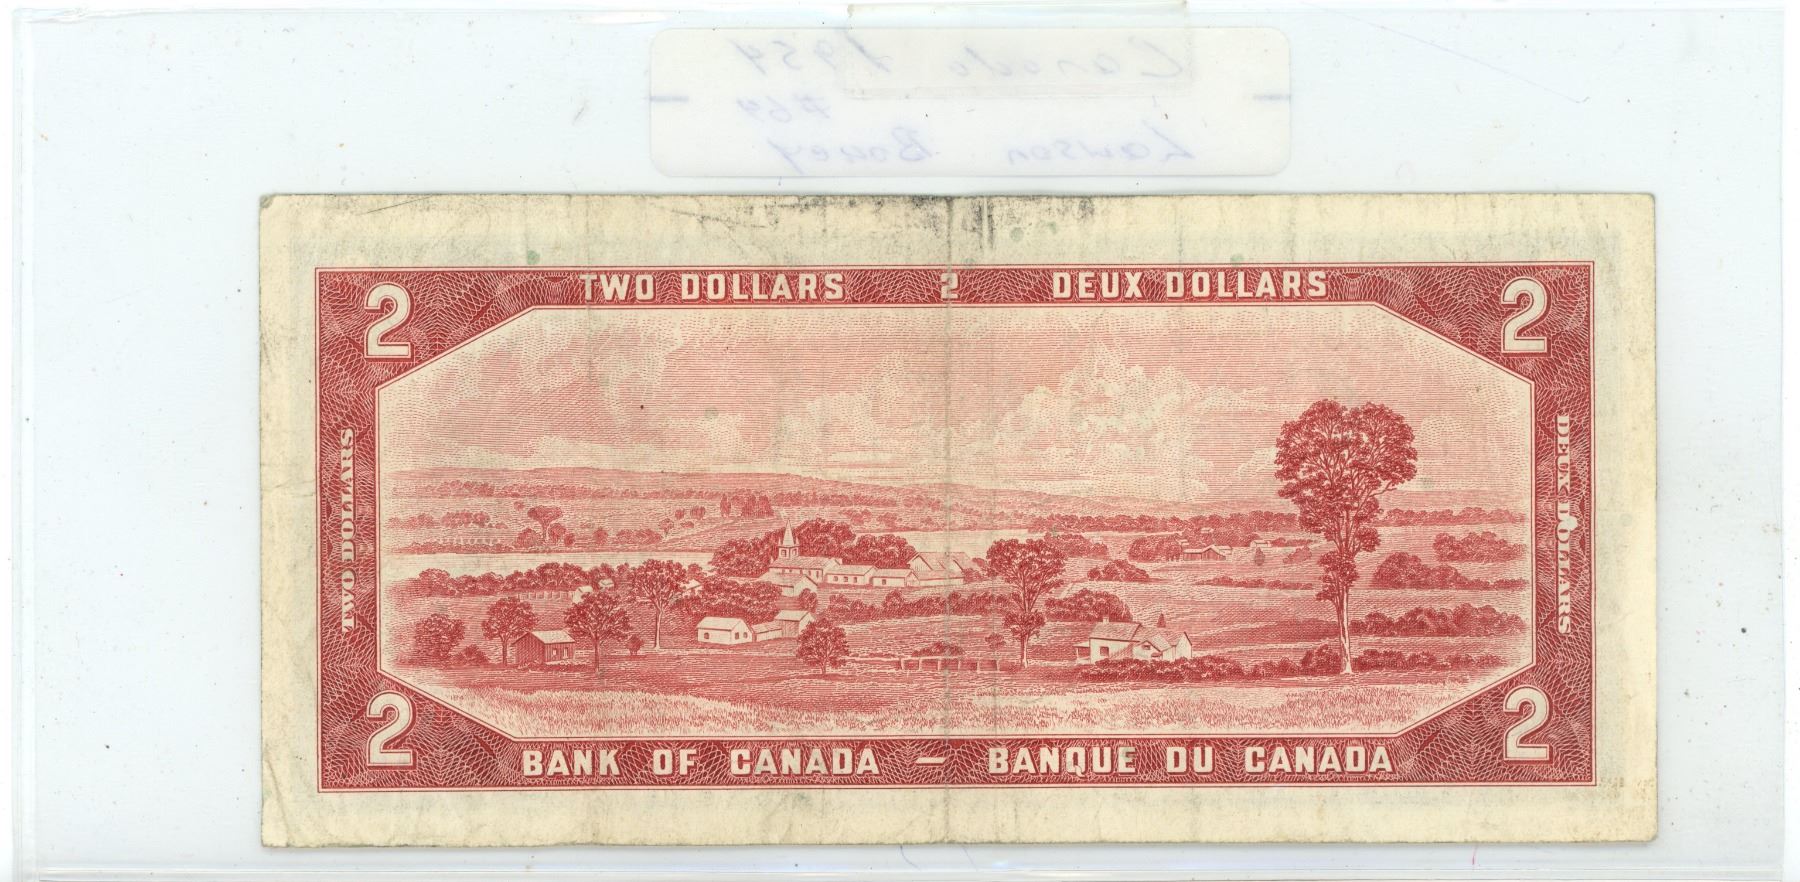 Canada 1954
#64
Lawson Bouey
2 TWO DOLLARS 2 DEUX DOLLARS 2
TWO DOLLARS
DEUX DOLLARS
2 BANK OF CANADA — BANQUE DU CANADA 2